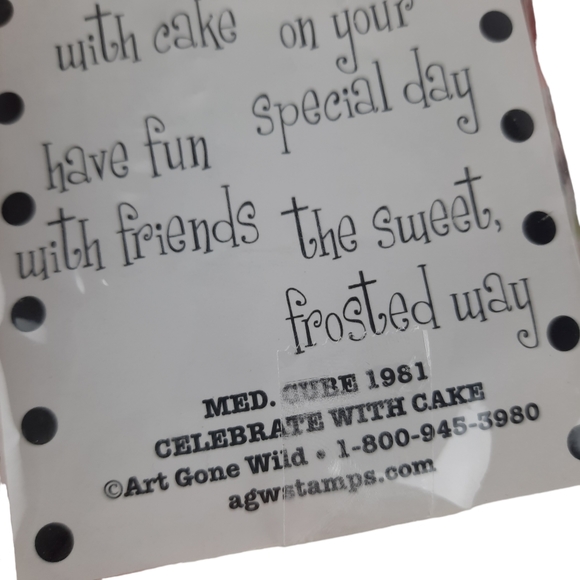 with cake
on your
special day
have fun
with friends
the sweet,
frosted way
MED. CUBE 1981
CELEBRATE WITH CAKE
©Art Gone Wild • 1-800-945-3980
agwstamps.com